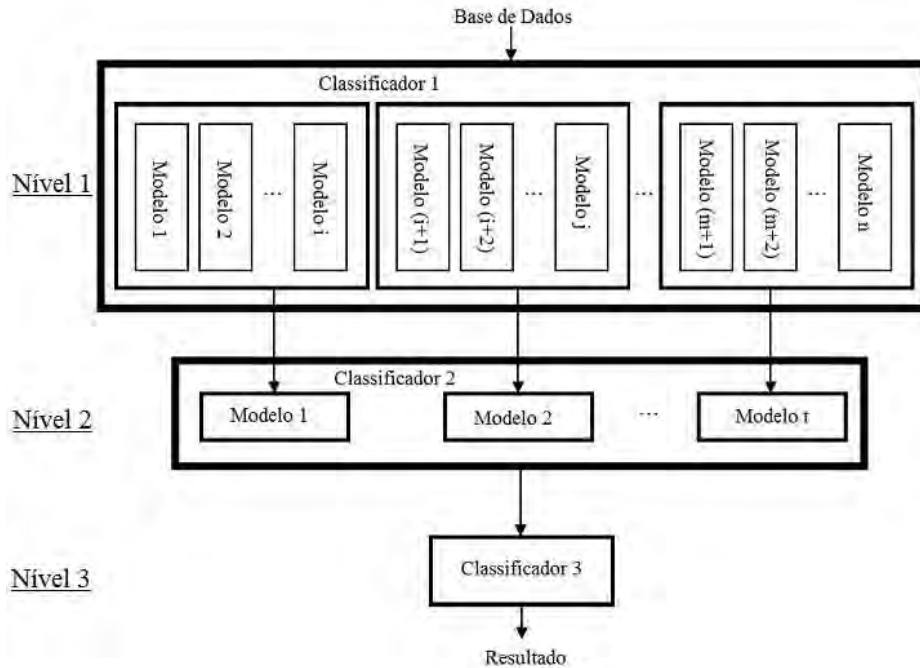 Base de Dados
Classificador 1
Nível 1
Modelo 1
Modelo 2
...
Modelo i
Modelo (i+1)
Modelo (i+2)
...
Modelo j
...
Modelo (m+1)
Modelo (m+2)
...
Modelo n
Classificador 2
Nível 2
Modelo 1
Modelo 2
...
Modelo t
Nível 3
Classificador 3
Resultado